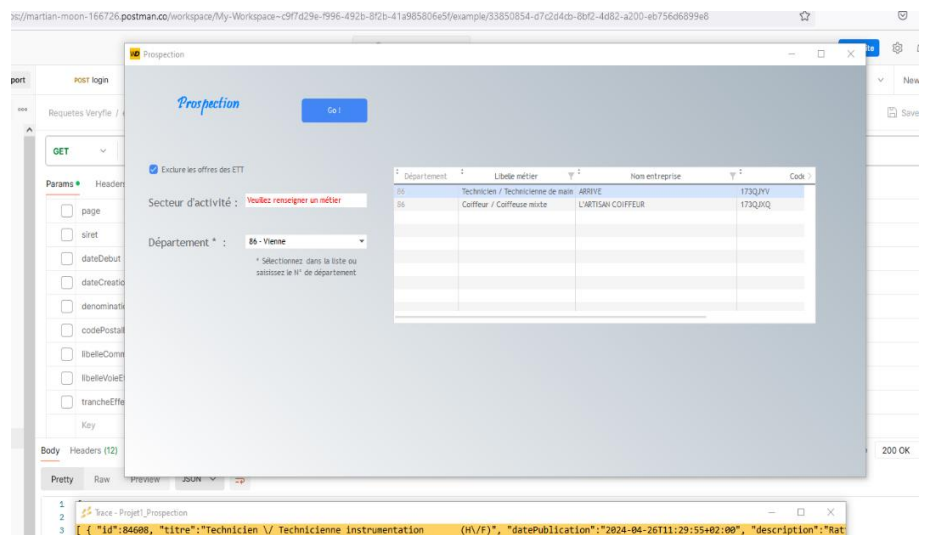 martian-moon-166726.postman.co/workspace/My-Workspace~c9f7d29e-f996-492b-8f2b-41a985806e5f/example/33850854-d7c2d4cb-8bf2-4d82-a200-eb756d6899e8
WD Prospection
port
POST login
New
Prospection
Go !
Requetes Veryfie /
Save
GET
Exclure les offres des ETT
Département
Libele métier
Nom entreprise
Code
Params
Headers
86
Technicien / Technicienne de main
ARRIVE
173QJYV
Secteur d'activité :
Veuillez renseigner un métier
86
Coiffeur / Coiffeuse mixte
L'ARTISAN COIFFEUR
173QJXQ
page
siret
Département * :
86 - Vienne
dateDebut
* Sélectionnez dans la liste ou
saisissez le N° de département
dateCreatio
denominati
codePostal
libelleComm
libelleVoieE
trancheEffe
Key
Body
Headers (12)
200 OK
Pretty
Raw
Preview
JSON
1
2
Trace - Projet1_Prospection
3
[ { "id":84608, "titre":"Technicien \/ Technicienne instrumentation (H\/F)", "datePublication":"2024-04-26T11:29:55+02:00", "description":"Rat